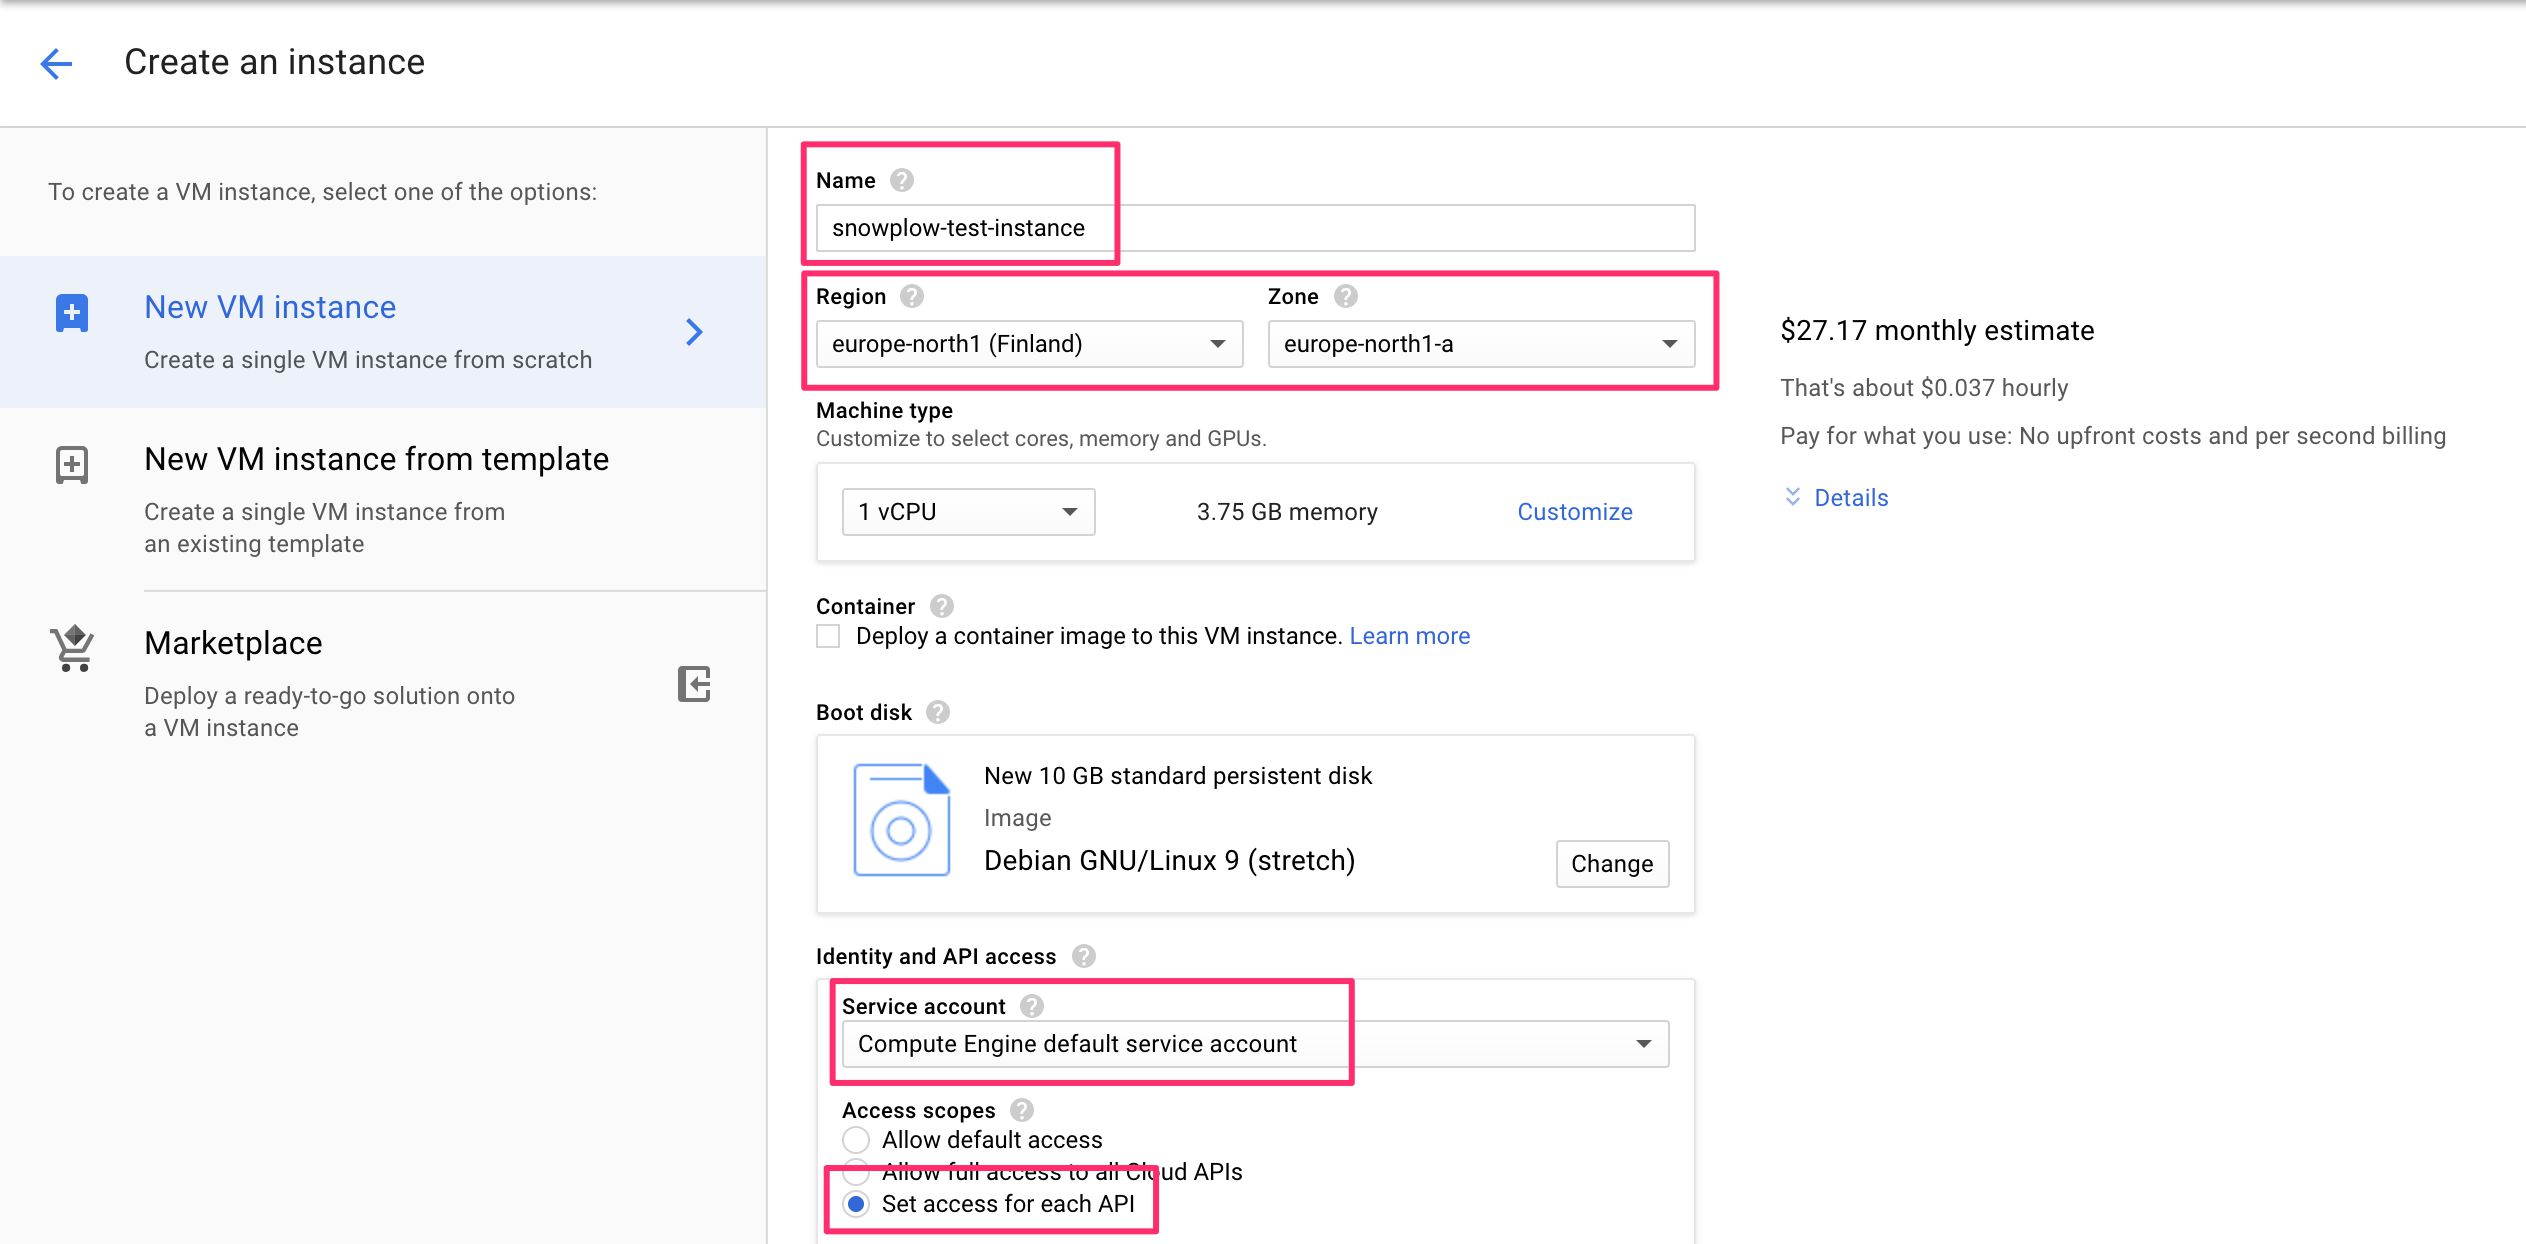 Create an instance
To create a VM instance, select one of the options:
New VM instance
Create a single VM instance from scratch
New VM instance from template
Create a single VM instance from
an existing template
Marketplace
Deploy a ready-to-go solution onto
a VM instance
Name
snowplow-test-instance
Region
Zone
europe-north1 (Finland)
europe-north1-a
Machine type
Customize to select cores, memory and GPUs.
1 vCPU
3.75 GB memory
Customize
Container
Deploy a container image to this VM instance. Learn more
Boot disk
New 10 GB standard persistent disk
Image
Debian GNU/Linux 9 (stretch)
Change
Identity and API access
Service account
Compute Engine default service account
Access scopes
Allow default access
Allow full access to all Cloud APIs
Set access for each API
$27.17 monthly estimate
That's about $0.037 hourly
Pay for what you use: No upfront costs and per second billing
Details